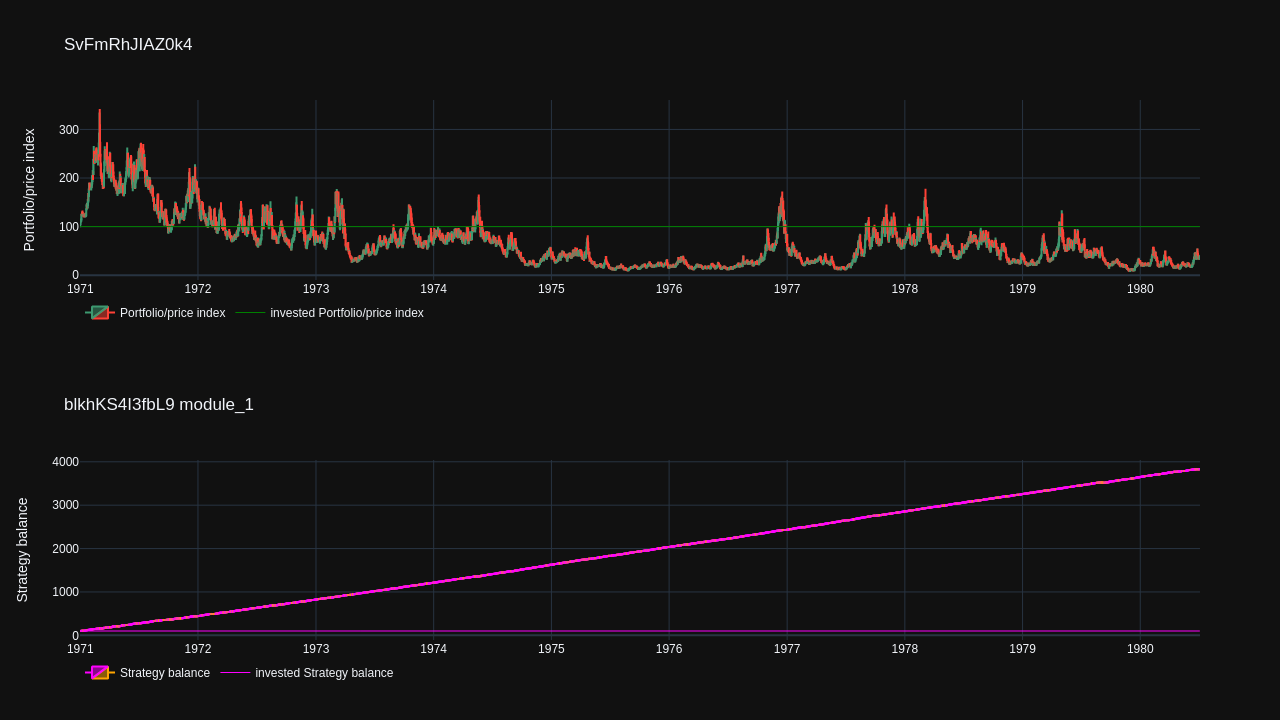 SvFmRhJIAZ0k4
Portfolio/price index
300
200
100
0
1971 1972 1973 1974 1975 1976 1977 1978 1979 1980
Portfolio/price index invested Portfolio/price index
blkhKS4I3fbL9 module_1
Strategy balance
4000
3000
2000
1000
0
1971 1972 1973 1974 1975 1976 1977 1978 1979 1980
Strategy balance invested Strategy balance